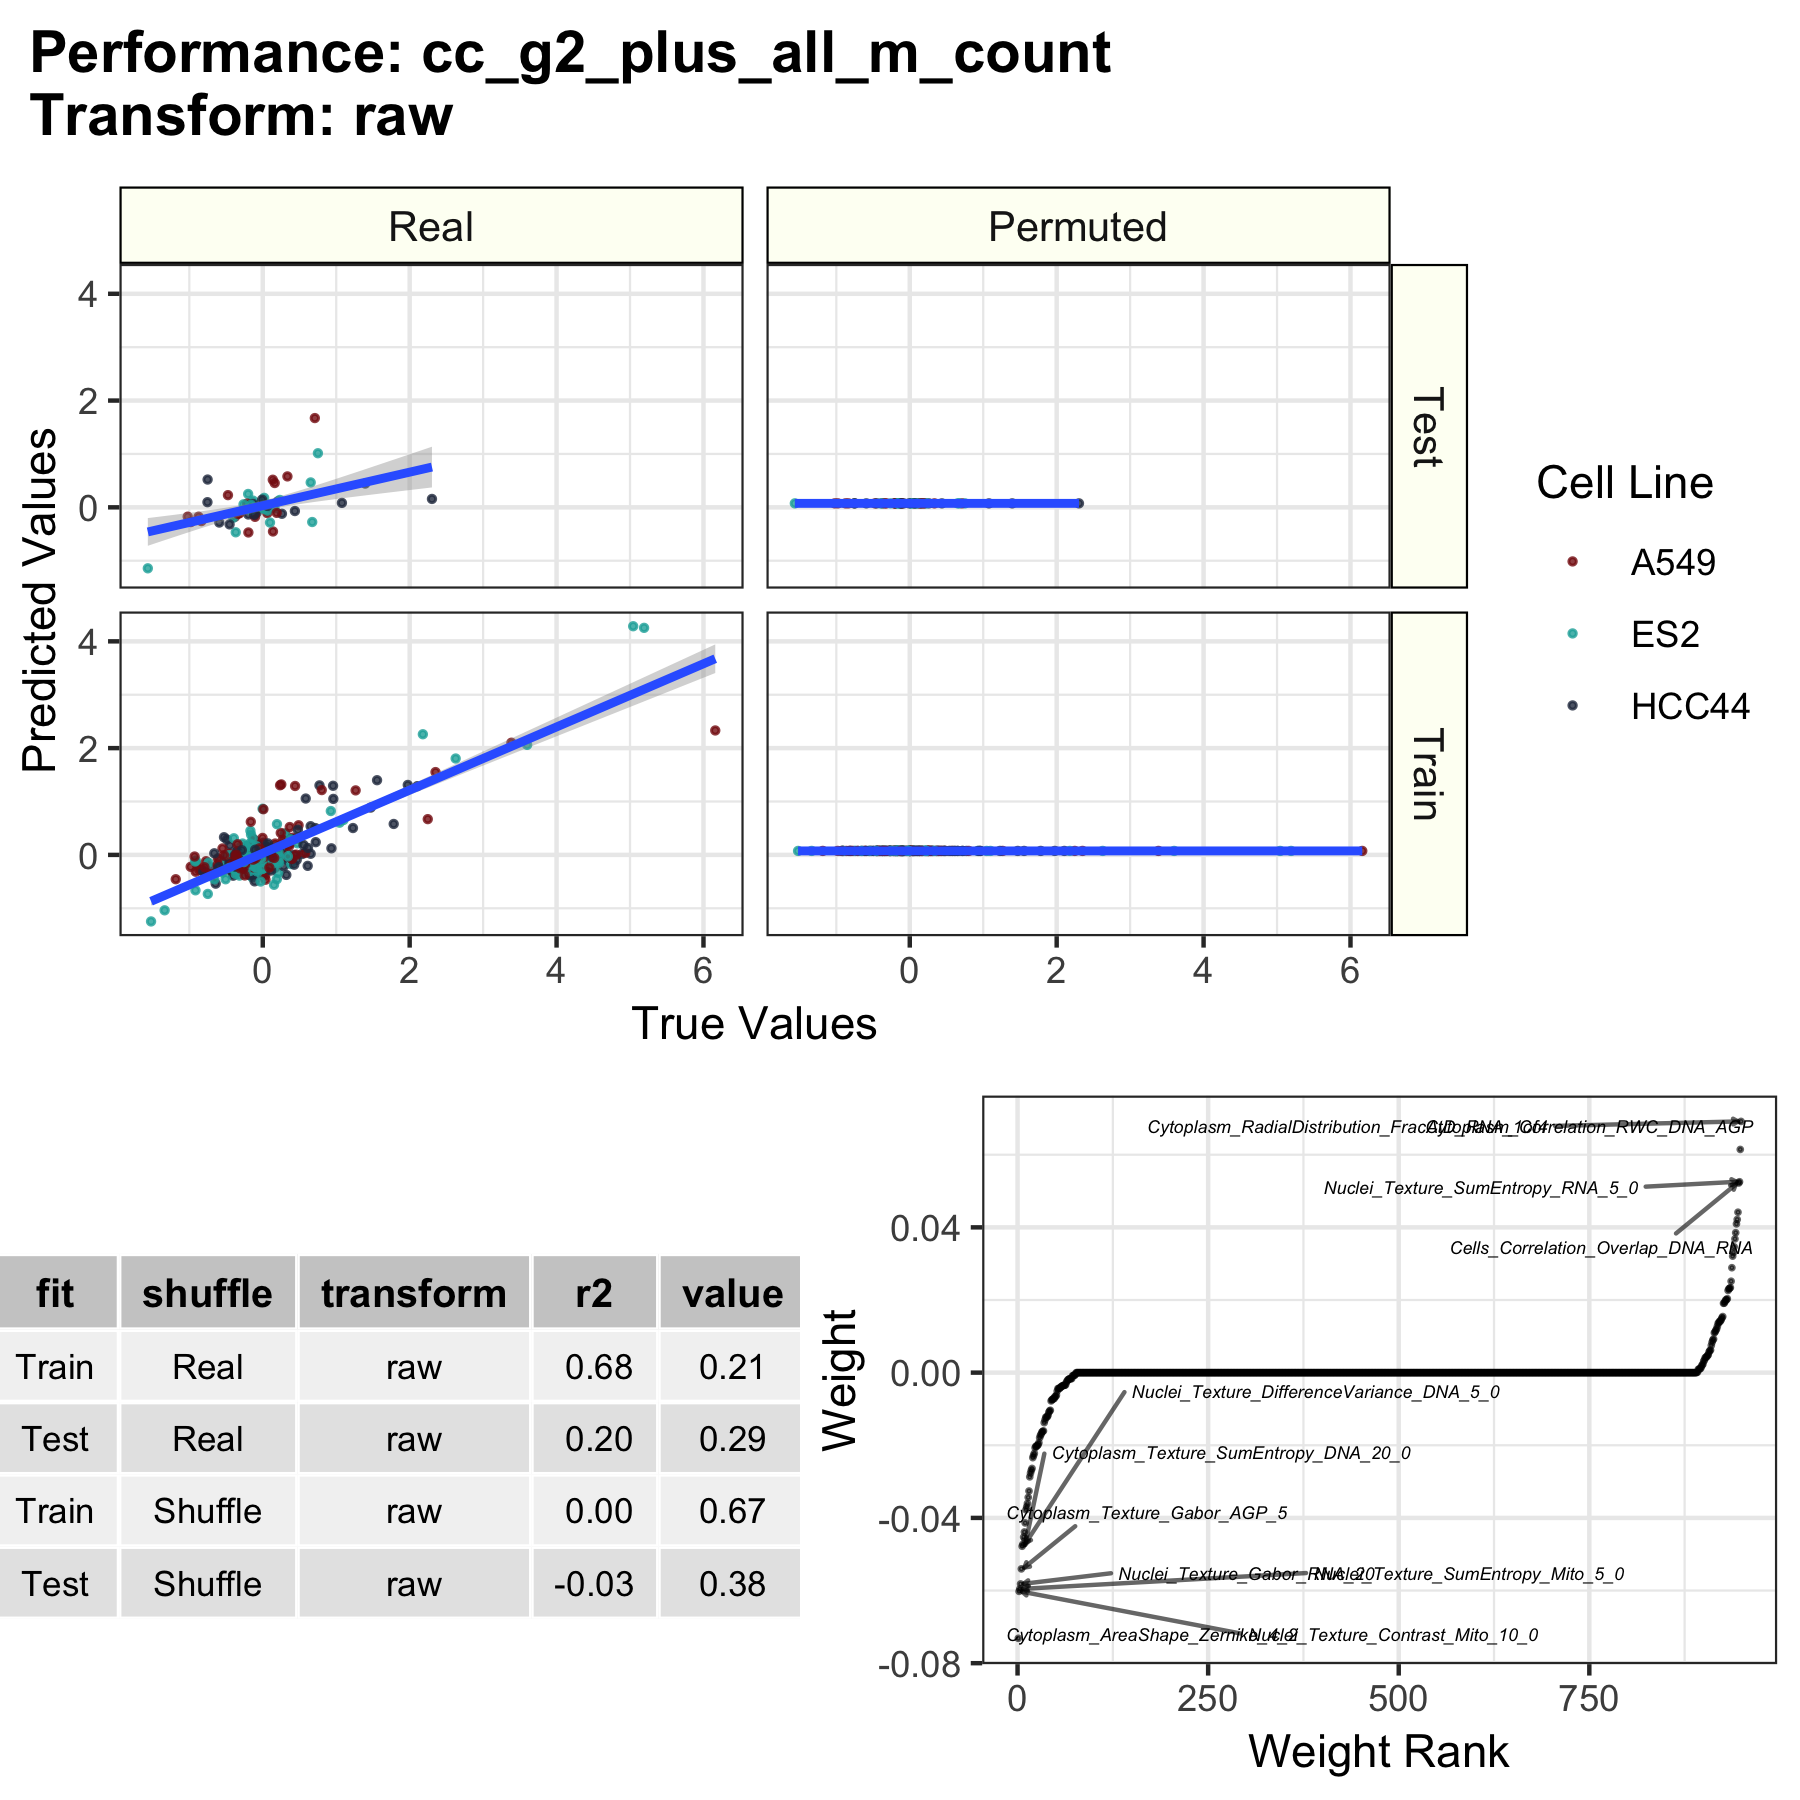 Performance: cc_g2_plus_all_m_count
Transform: raw
Real
Permuted
4
2
0
Test
4
2
0
Train
Predicted Values
0
2
4
6
0
2
4
6
True Values
Cell Line
A549
ES2
HCC44
fit shuffle transform r2 value
Train Real raw 0.68 0.21
Test Real raw 0.20 0.29
Train Shuffle raw 0.00 0.67
Test Shuffle raw -0.03 0.38
Weight
0.04
0.00
-0.04
-0.08
Cytoplasm_Correlation_RWC_DNA_AGP
Nuclei_Texture_SumEntropy_RNA_5_0
Cells_Correlation_Overlap_DNA_RNA
Nuclei_Texture_DifferenceVariance_DNA_5_0
Cytoplasm_Texture_SumEntropy_DNA_20_0
Cytoplasm_Texture_Gabor_AGP_5
Nuclei_Texture_Gabor_RNA_20
Nuclei_Texture_SumEntropy_Mito_5_0
Cytoplasm_AreaShape_Zernike_4_2
Nuclei_Texture_Contrast_Mito_10_0
0
250
500
750
Weight Rank